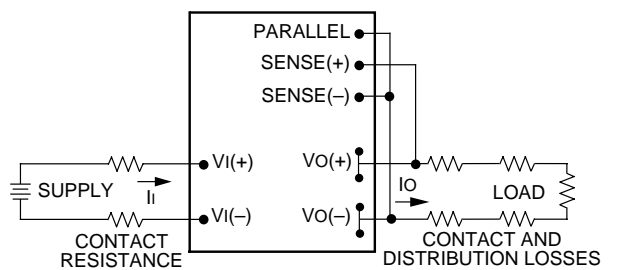 PARALLEL
SENSE(+)
SENSE(–)
VI(+)
VO(+)
SUPPLY
II
IO
LOAD
VI(–)
VO(–)
CONTACT
RESISTANCE
CONTACT AND
DISTRIBUTION LOSSES